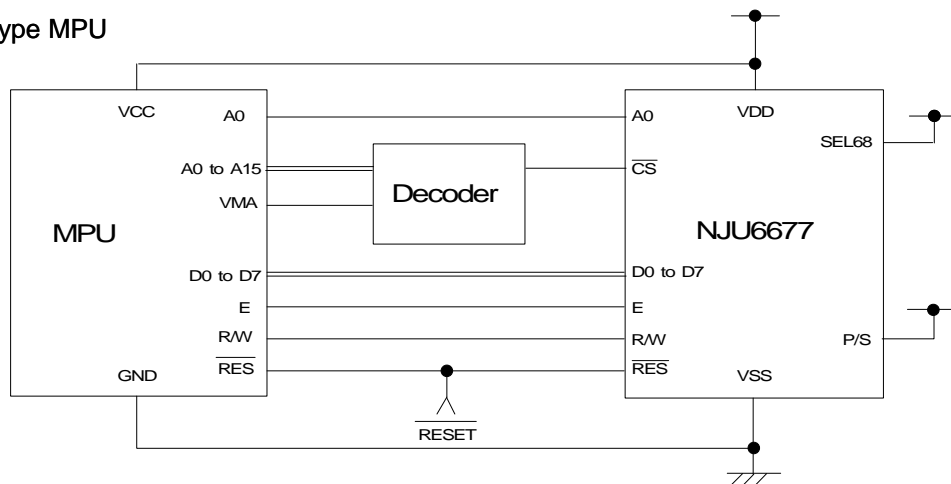 ype MPU
VCC
A0
A0 to A15
VMA
MPU
D0 to D7
E
R/W
RES
GND
Decoder
RESET
A0
VDD
SEL68
CS
NJU6677
D0 to D7
E
R/W
P/S
RES
VSS